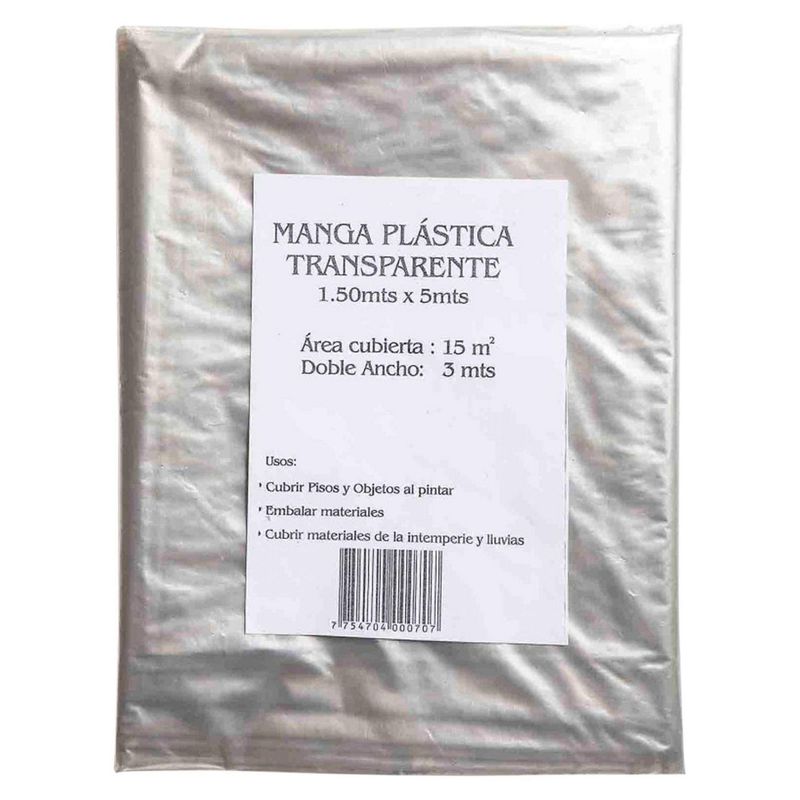 MANGA PLÁSTICA
TRANSPARENTE
1.50mts x 5mts
Área cubierta : 15 m²
Doble Ancho: 3 mts
Usos:
' Cubrir Pisos y Objetos al pintar
' Embalar materiales
' Cubrir materiales de la intemperie y lluvias
7 754704 000707